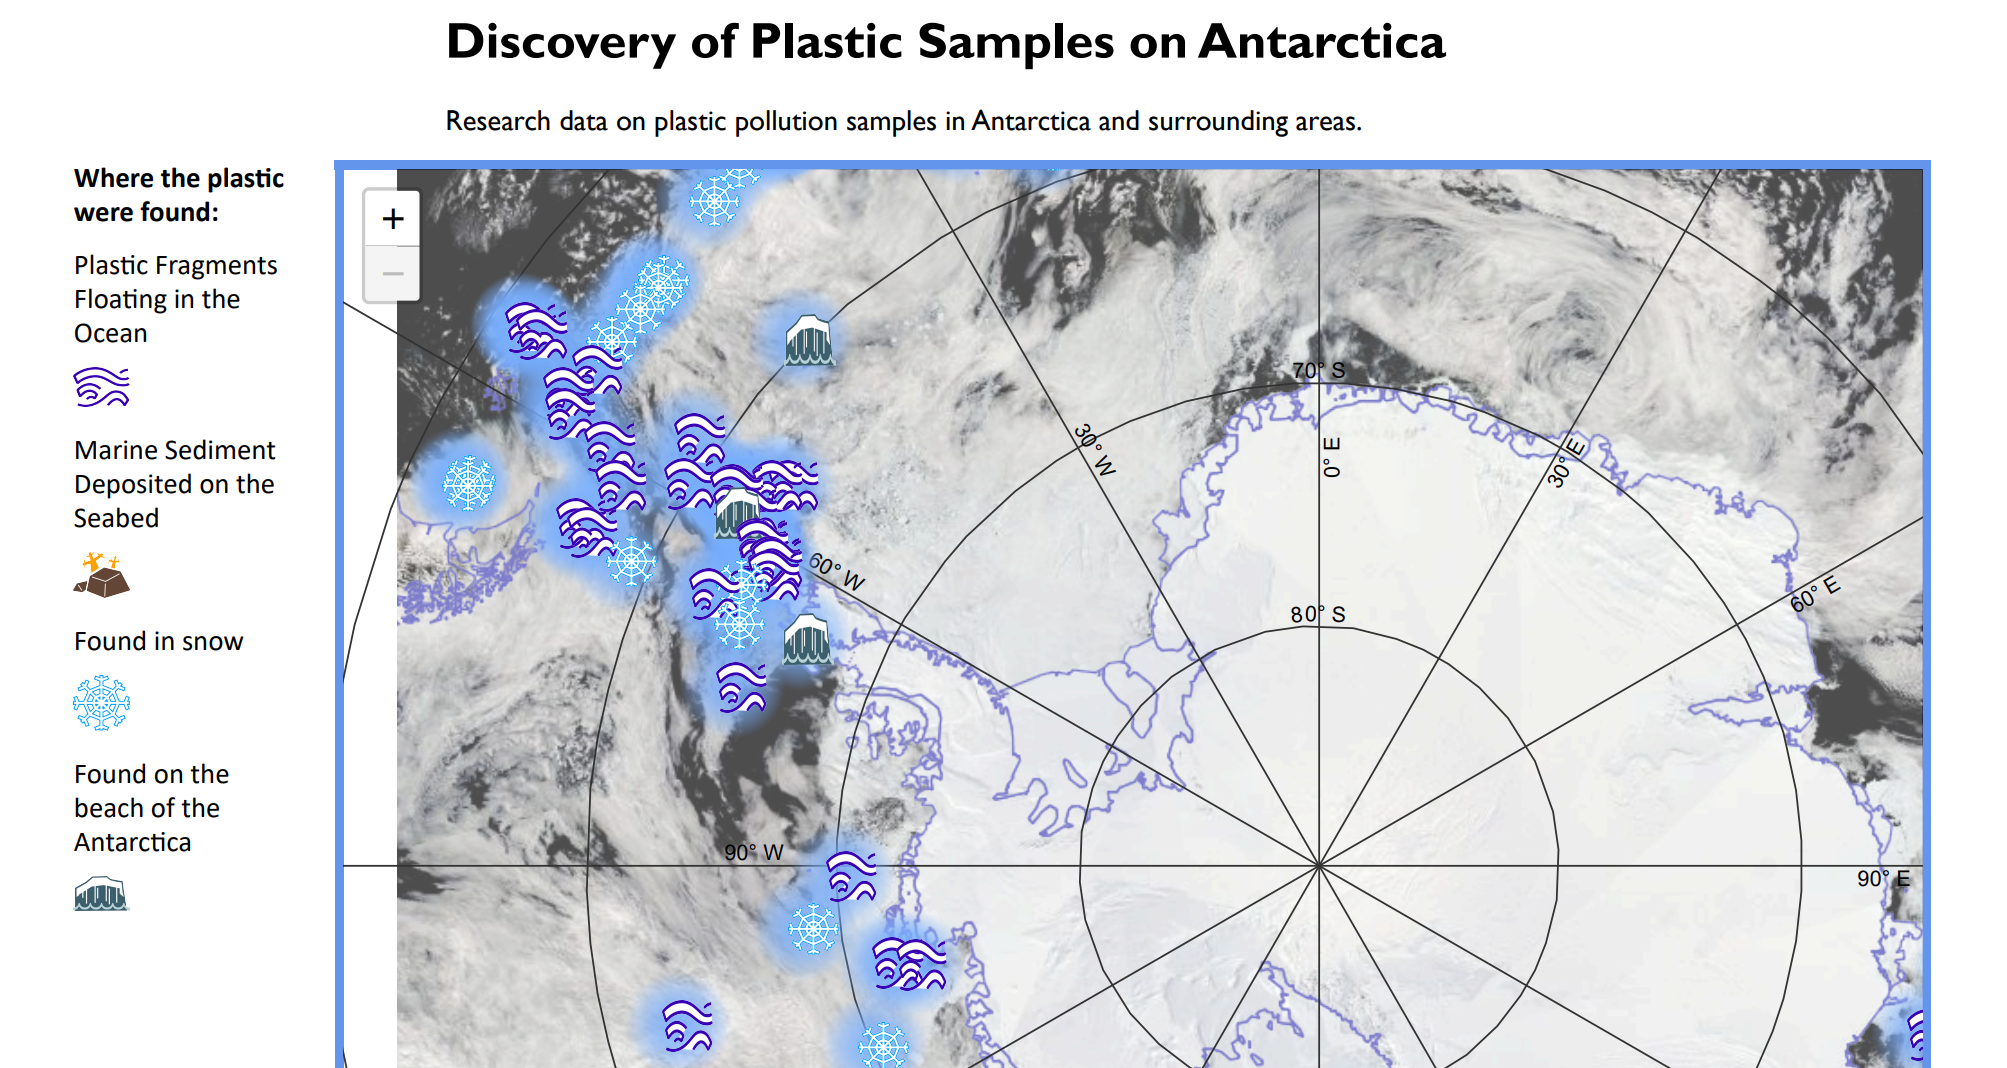 Discovery of Plastic Samples on Antarctica
Research data on plastic pollution samples in Antarctica and surrounding areas.
Where the plastic
were found:
Plastic Fragments
Floating in the
Ocean
Marine Sediment
Deposited on the
Seabed
Found in snow
Found on the
beach of the
Antarctica
+
−
70° S
30° W
0° E
30° E
60° W
60° E
80° S
90° W
90° E